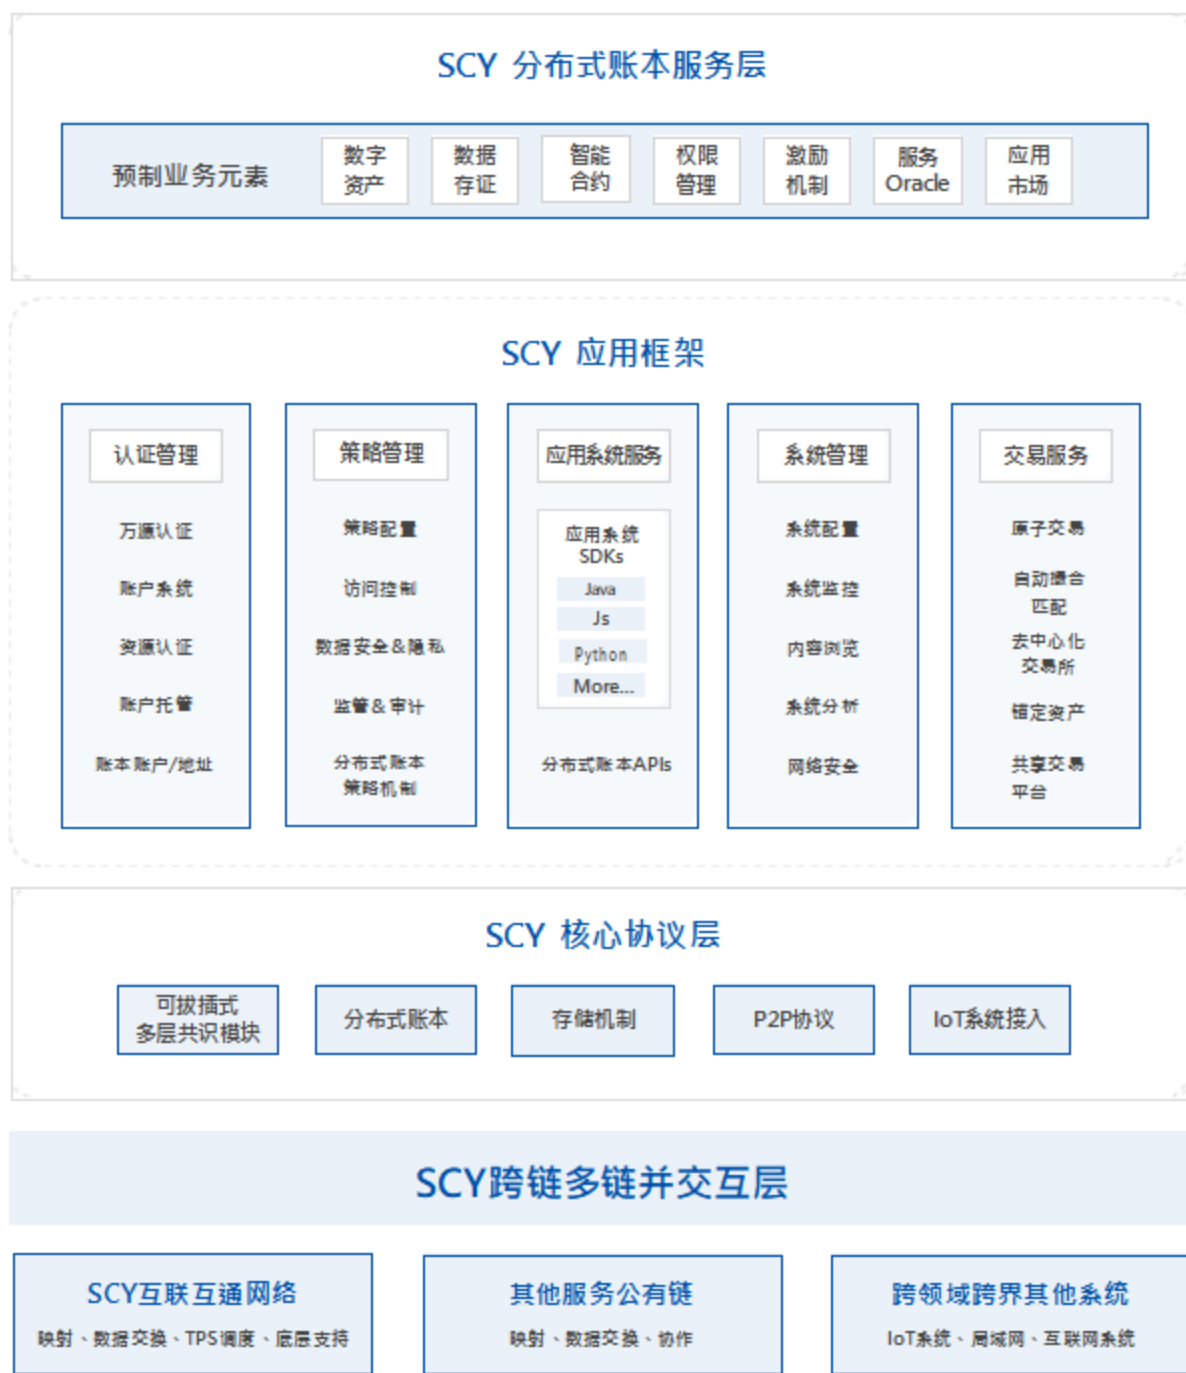 SCY 分布式账本服务层
预制业务元素
数字
资产
数据
存证
智能
合约
权限
管理
激励
机制
服务
Oracle
应用
市场
SCY 应用框架
认证管理
万源认证
账户系统
资源认证
账户托管
账本账户/地址
策略管理
策略配置
访问控制
数据安全&隐私
监管&审计
分布式账本
策略机制
应用系统服务
应用系统
SDKs
Java
Js
Python
More...
分布式账本APIs
系统管理
系统配置
系统监控
内容浏览
系统分析
网络安全
交易服务
原子交易
自动撮合
匹配
去中心化
交易所
锚定资产
共享交易
平台
SCY 核心协议层
可拔插式
多层共识模块
分布式账本
存储机制
P2P协议
IoT系统接入
SCY跨链多链并交互层
SCY互联互通网络
映射、数据交换、TPS调度、底层支持
其他服务公有链
映射、数据交换、协作
跨领域跨界其他系统
IoT系统、局域网、互联网系统